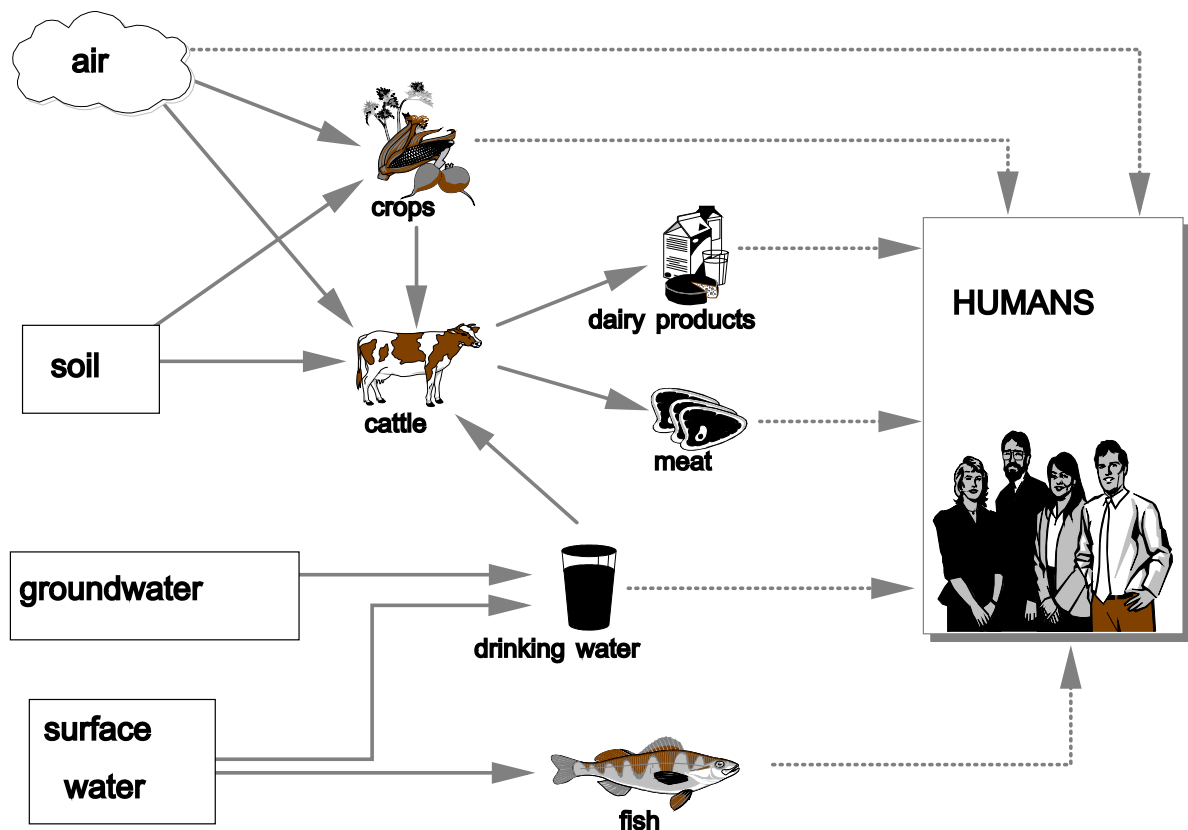 air
crops
dairy products
HUMANS
soil
cattle
meat
groundwater
drinking water
surface
water
fish